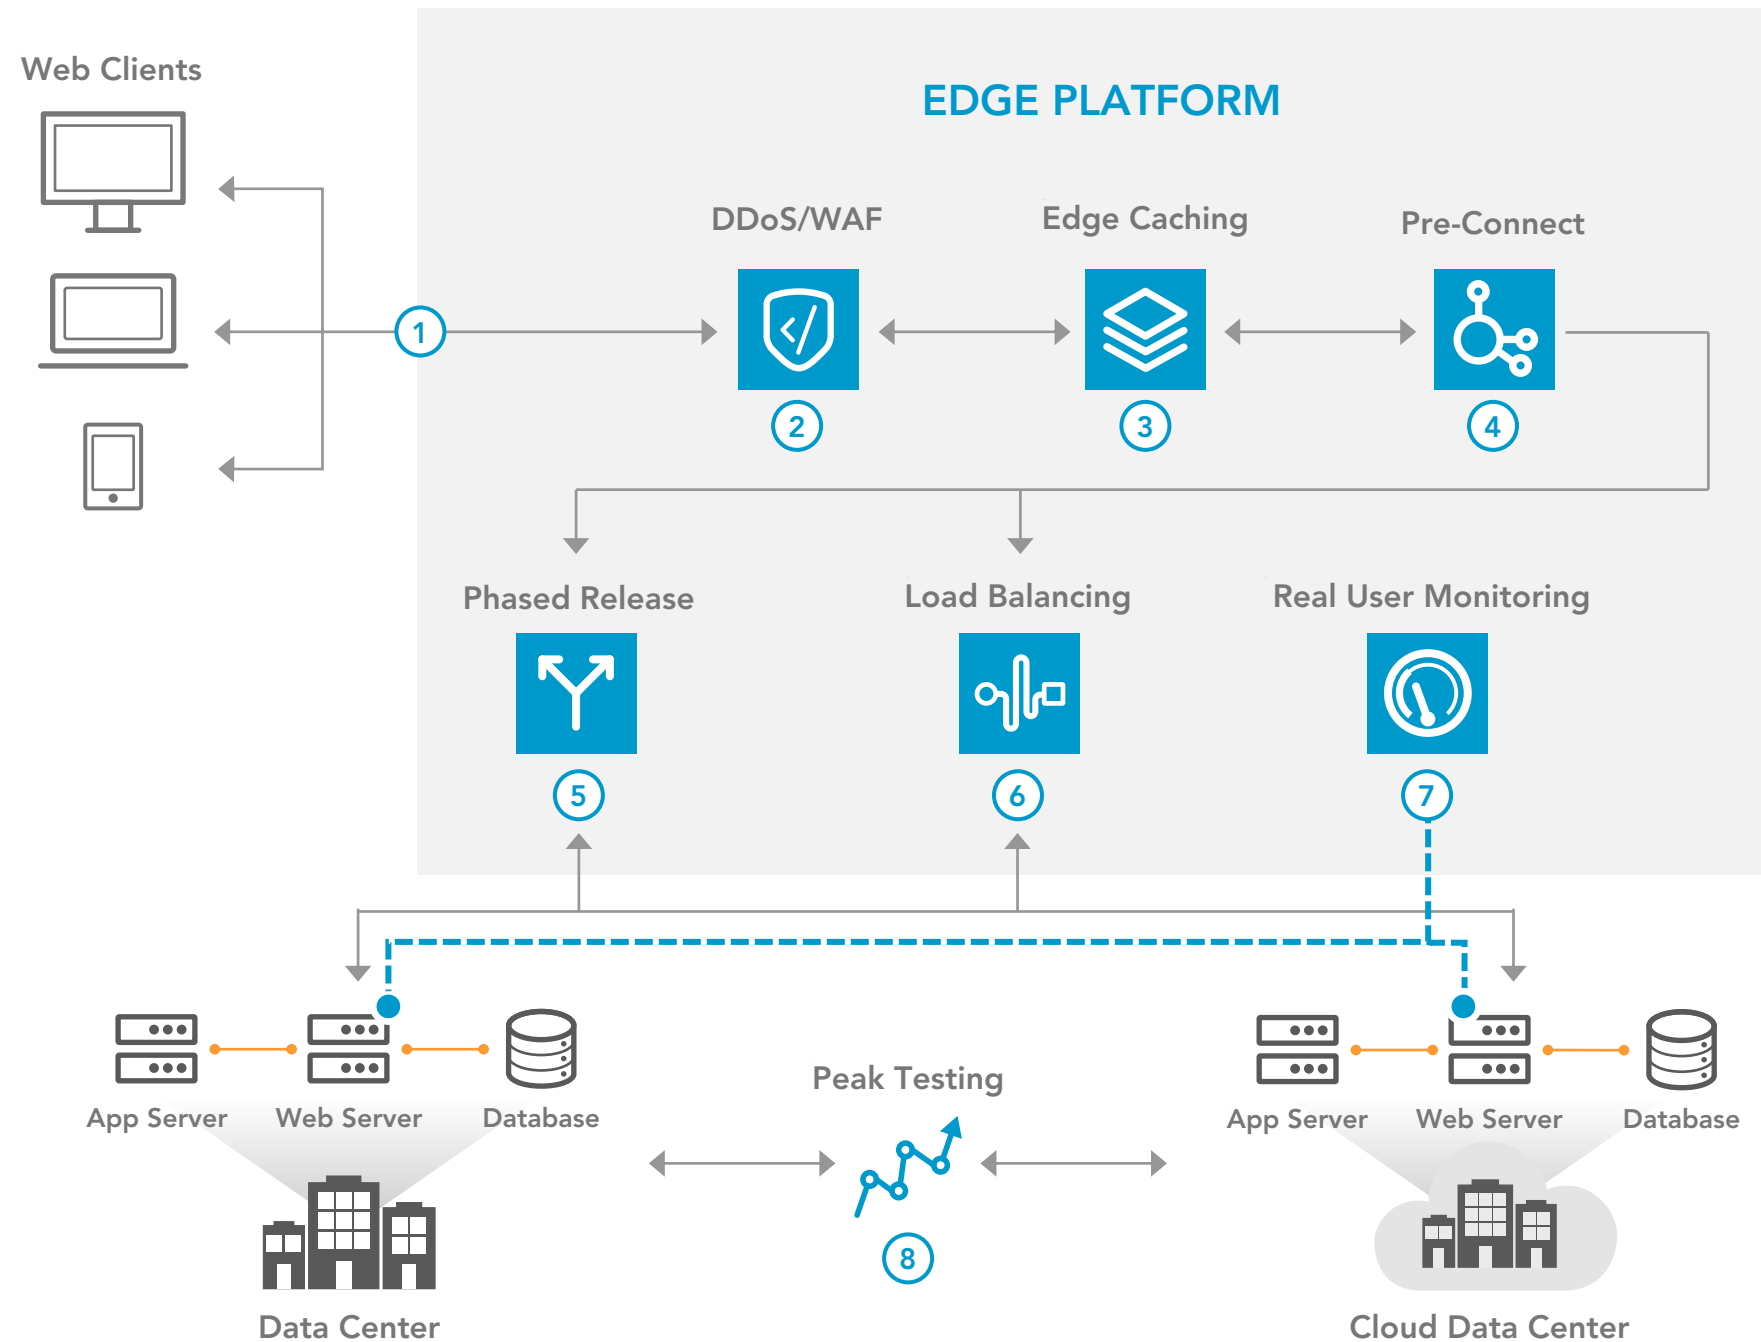 Web Clients
EDGE PLATFORM
DDoS/WAF
Edge Caching
Pre-Connect
1
2
3
4
Phased Release
Load Balancing
Real User Monitoring
5
6
7
App Server
Web Server
Database
Peak Testing
App Server
Web Server
Database
8
Data Center
Cloud Data Center